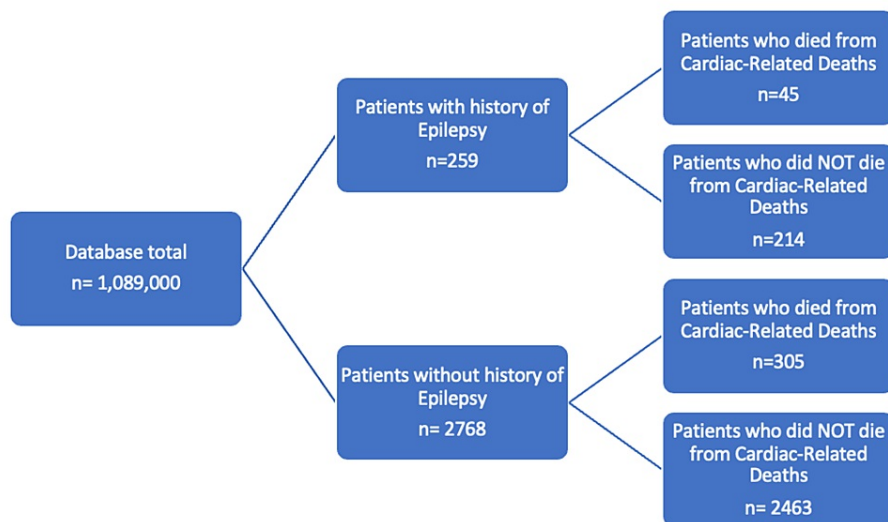 Database total
n= 1,089,000
Patients with history of
Epilepsy
n=259
Patients without history of
Epilepsy
n= 2768
Patients who died from
Cardiac-Related Deaths
n=45
Patients who did NOT die
from Cardiac-Related
Deaths
n=214
Patients who died from
Cardiac-Related Deaths
n=305
Patients who did NOT die
from Cardiac-Related
Deaths
n= 2463